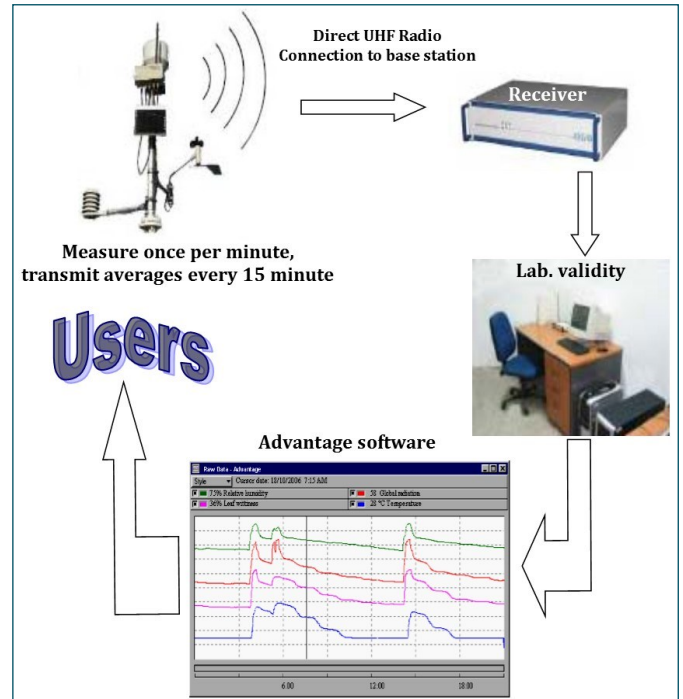 Direct UHF Radio
Connection to base station
Receiver
Measure once per minute,
transmit averages every 15 minute
Lab. validity
Users
Advantage software
Raw Data - Advantage
Style Cursor date: 18/10/2006 7:15 AM
75% Relative humidity 58 Global radiation
36% Leaf wittness 28 °C Temperature
6:00 12:00 18:00